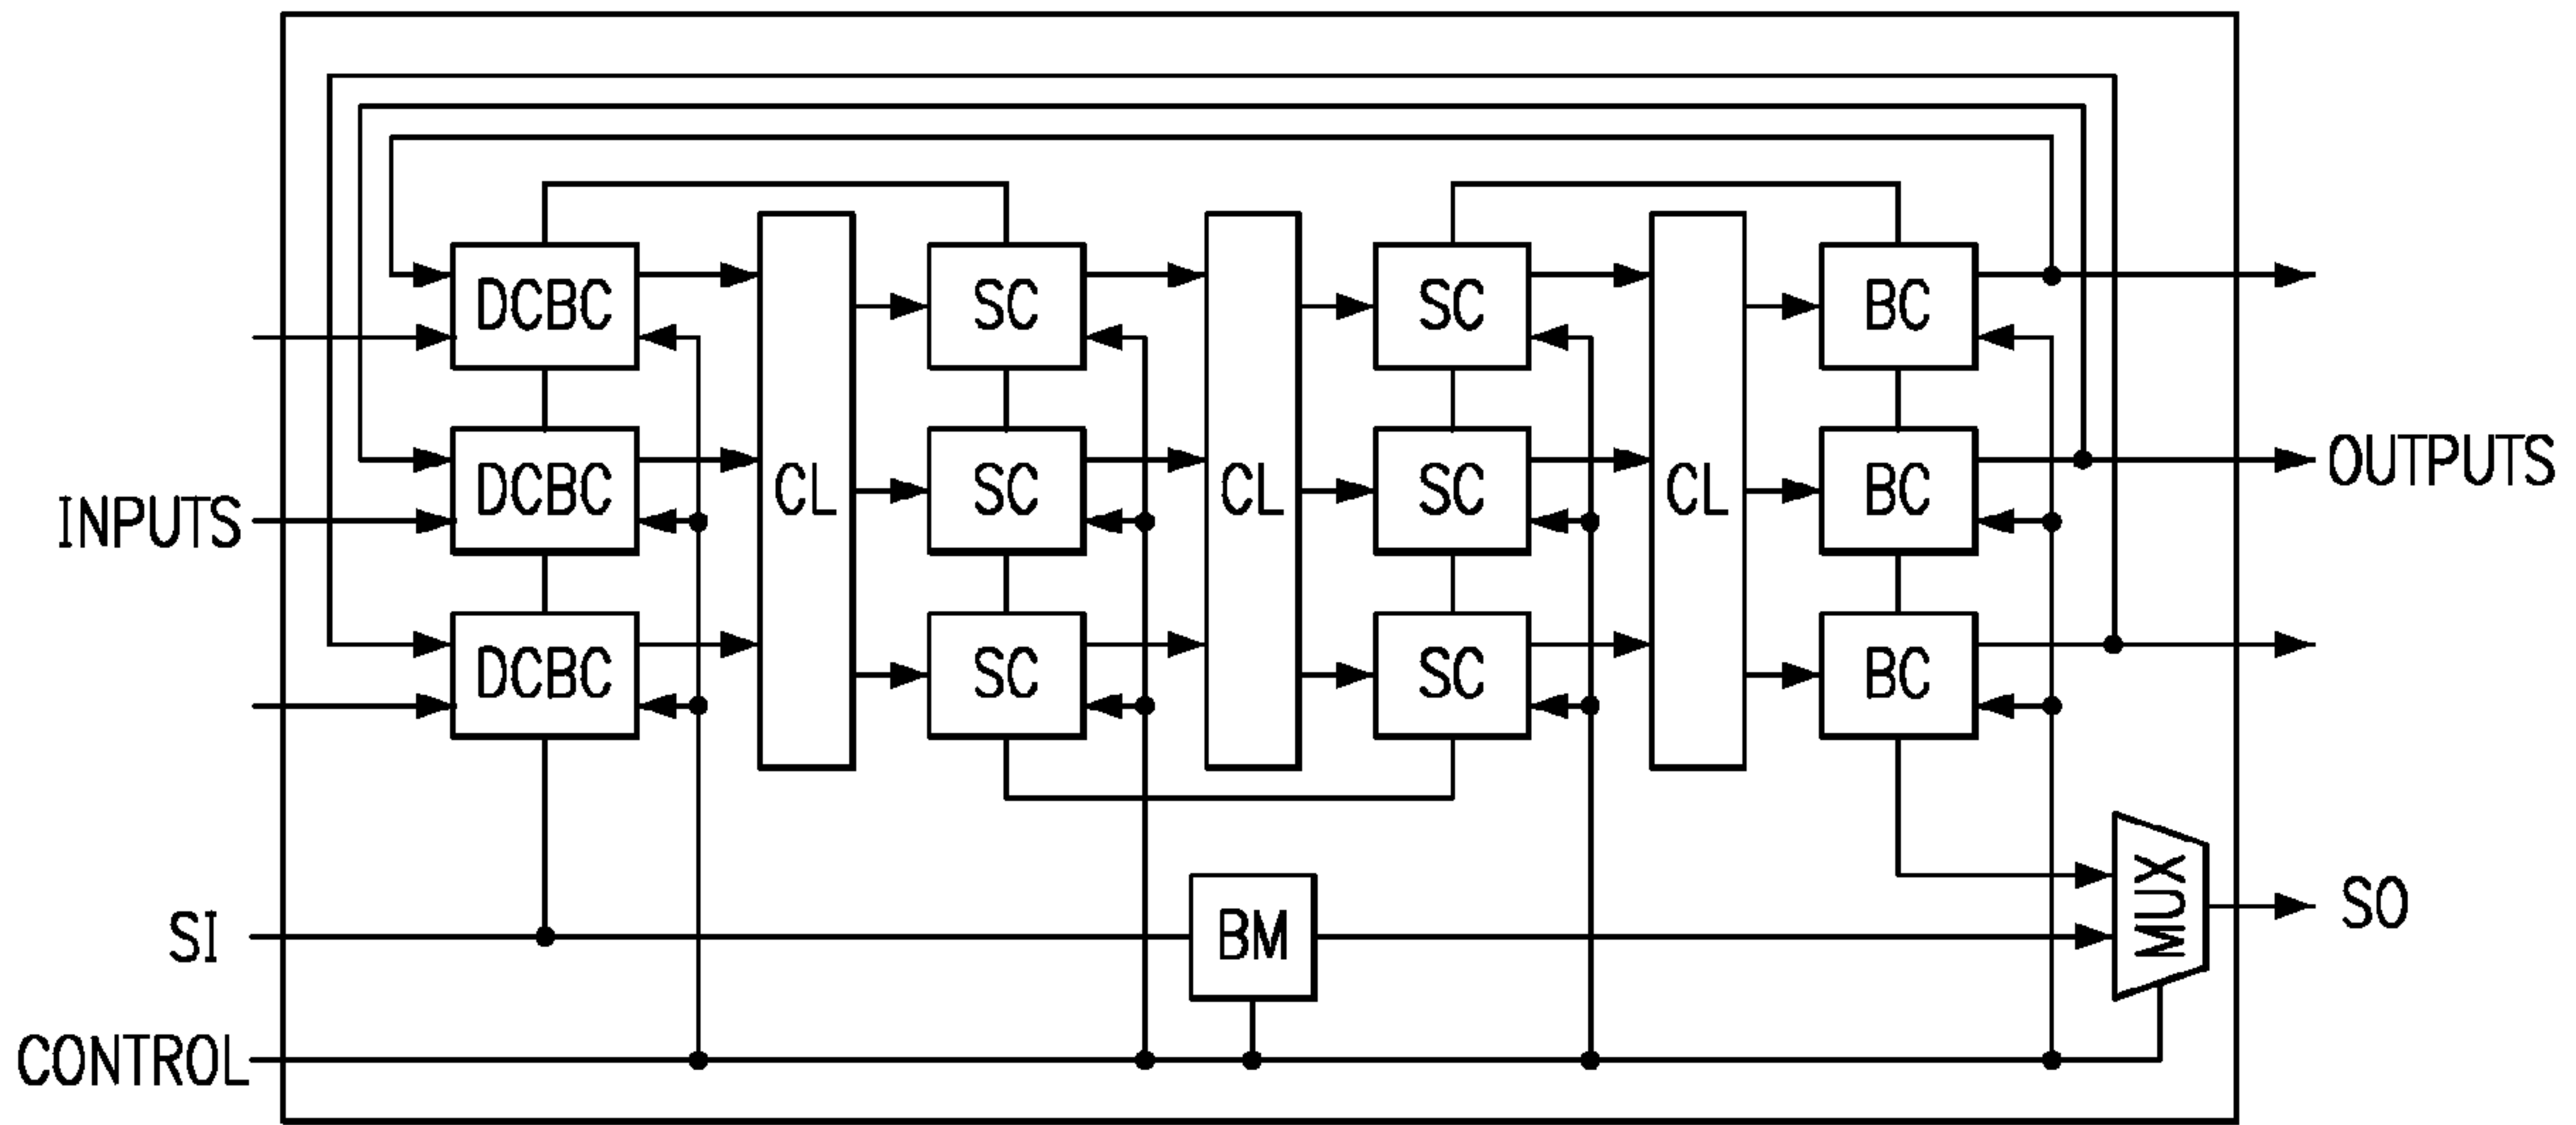 DCBC CL SC CL SC CL BC
DCBC SC SC BC
DCBC SC SC BC
INPUTS
OUTPUTS
SI
BM
MUX
SO
CONTROL